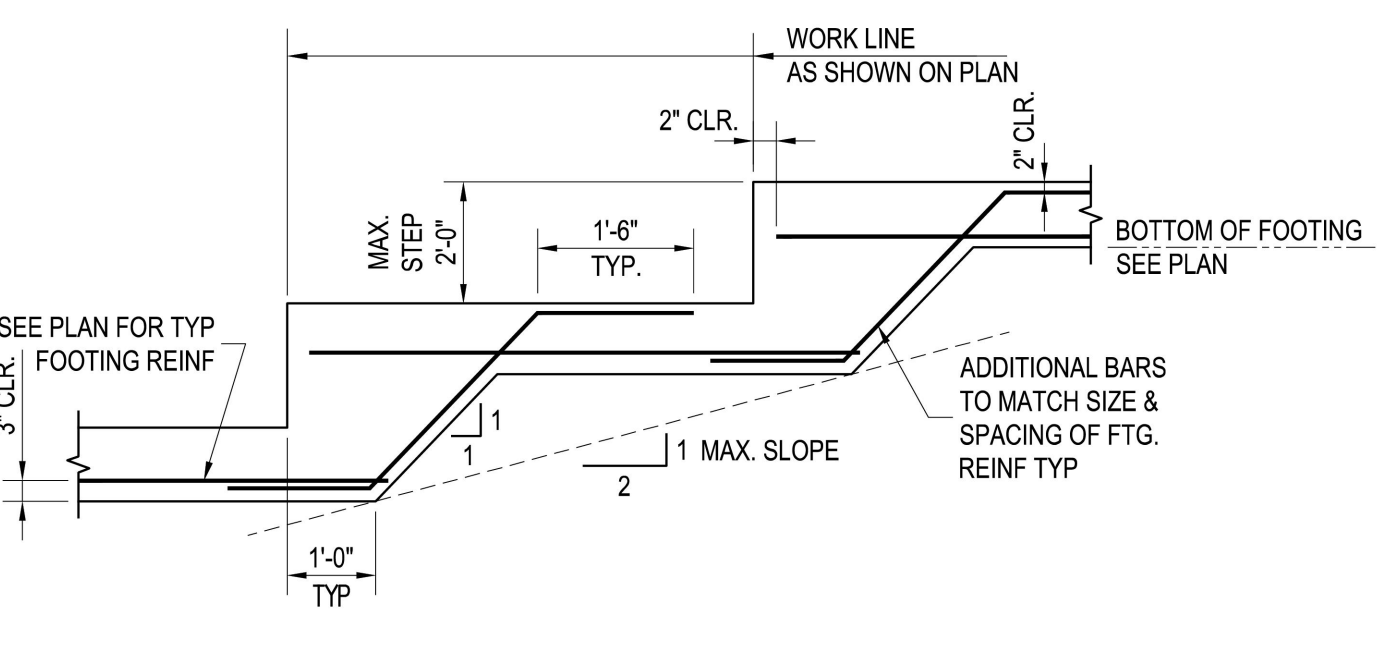 WORK LINE
AS SHOWN ON PLAN
2" CLR.
2" CLR.
MAX.
STEP
2'-0"
1'-6"
TYP.
BOTTOM OF FOOTING
SEE PLAN
SEE PLAN FOR TYP
FOOTING REINF
3" CLR.
ADDITIONAL BARS
TO MATCH SIZE &
SPACING OF FTG.
REINF TYP
1
1
1 MAX. SLOPE
2
1'-0"
TYP